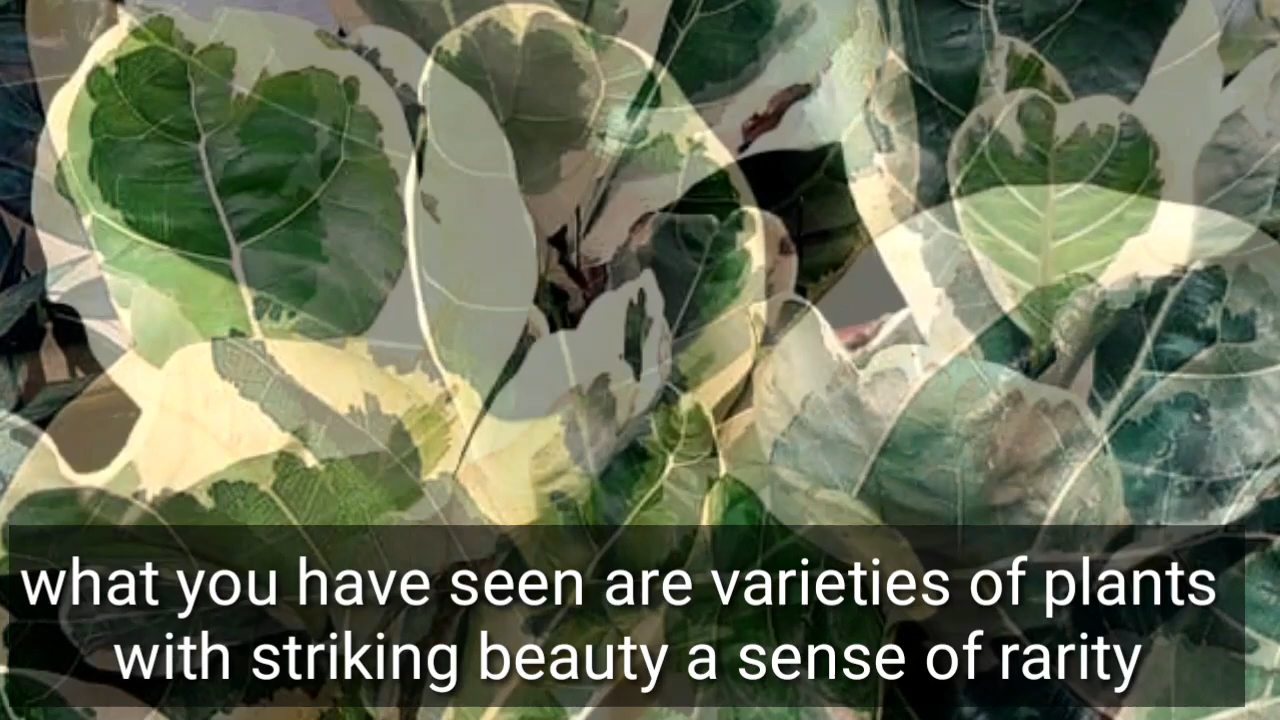 what you have seen are varieties of plants
with striking beauty a sense of rarity